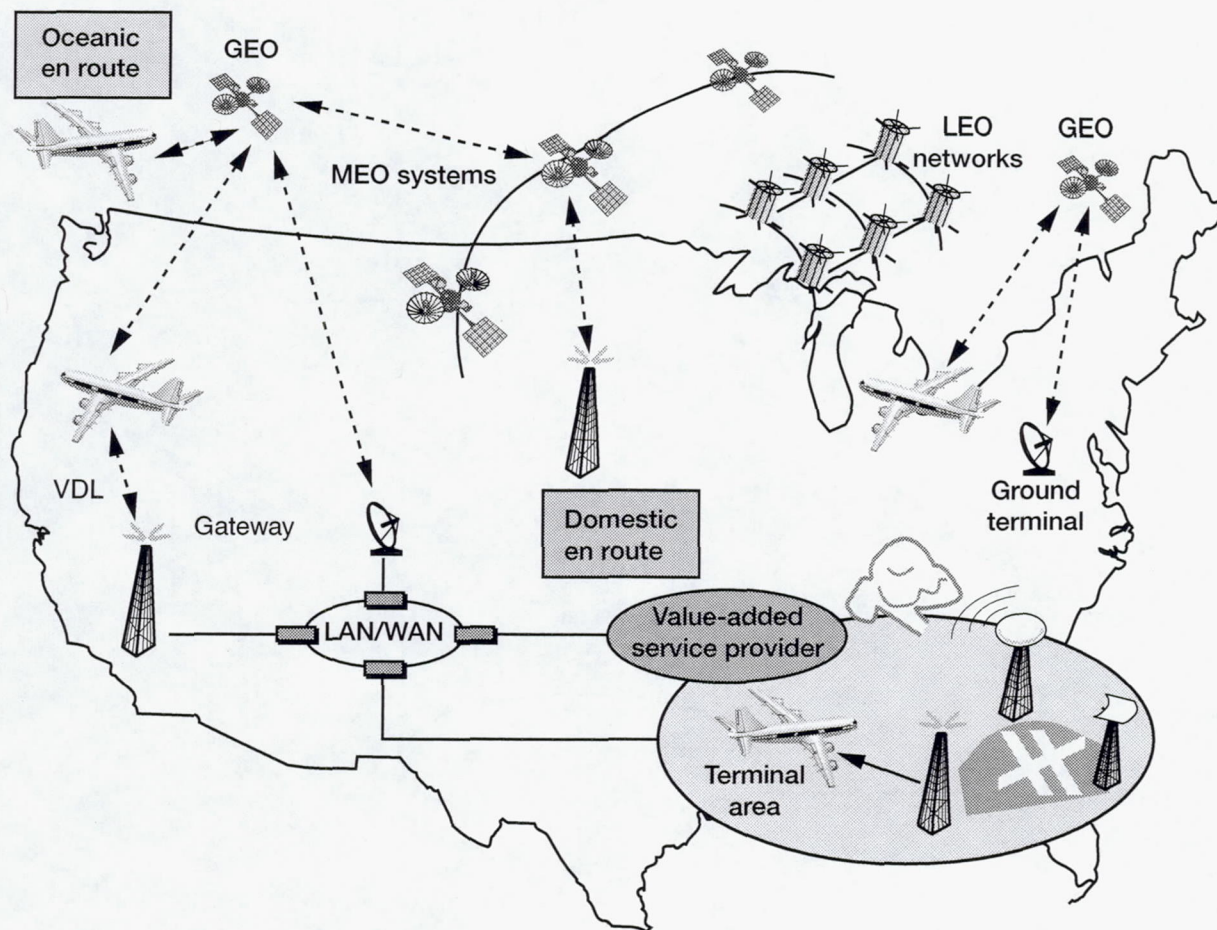 Oceanic
en route
GEO
MEO systems
LEO
networks
GEO
VDL
Gateway
Domestic
en route
Ground
terminal
LAN/WAN
Value-added
service provider
Terminal
area